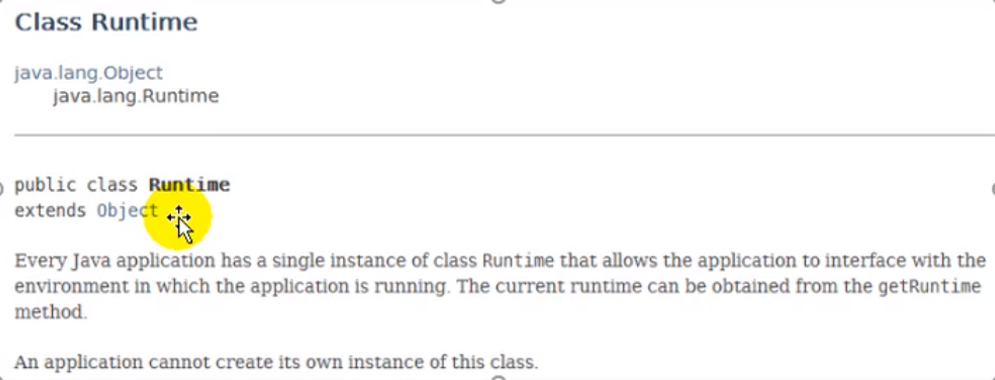 Class Runtime
java.lang.Object
java.lang.Runtime
public class Runtime
extends Object
Every Java application has a single instance of class Runtime that allows the application to interface with the
environment in which the application is running. The current runtime can be obtained from the getRuntime
method.
An application cannot create its own instance of this class.